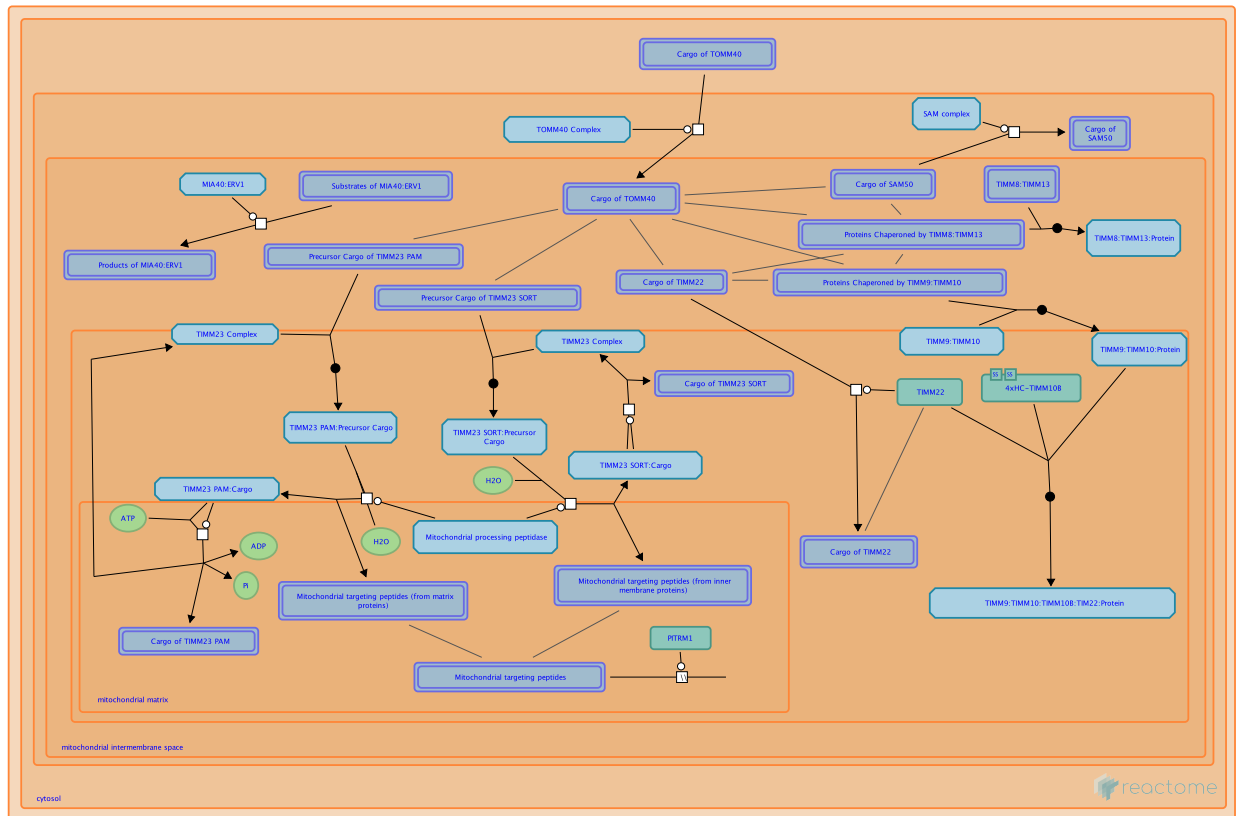 Cargo of TOMM40
SAM complex
TOMM40 Complex
Cargo of
SAM50
MIA40:ERV1
Substrates of MIA40:ERV1
Cargo of TOMM40
Cargo of SAM50
TIMM8:TIMM13
Proteins Chaperoned by TIMM8:TIMM13
TIMM8:TIMM13:Protein
Products of MIA40:ERV1
Precursor Cargo of TIMM23 PAM
Cargo of TIMM22
Proteins Chaperoned by TIMM9:TIMM10
Precursor Cargo of TIMM23 SORT
TIMM23 Complex
TIMM23 Complex
TIMM9:TIMM10
TIMM9:TIMM10:Protein
Cargo of TIMM23 SORT
TIMM22
SS
SS
4xHC-TIMM10B
TIMM23 PAM:Precursor Cargo
TIMM23 SORT:Precursor
Cargo
TIMM23 SORT:Cargo
H2O
TIMM23 PAM:Cargo
ATP
ADP
Pi
H2O
Mitochondrial processing peptidase
Cargo of TIMM22
Mitochondrial targeting peptides (from matrix
proteins)
Mitochondrial targeting peptides (from inner
membrane proteins)
TIMM9:TIMM10:TIMM10B:TIM22:Protein
Cargo of TIMM23 PAM
PITRM1
Mitochondrial targeting peptides
\\
mitochondrial matrix
mitochondrial intermembrane space
cytosol
reactome